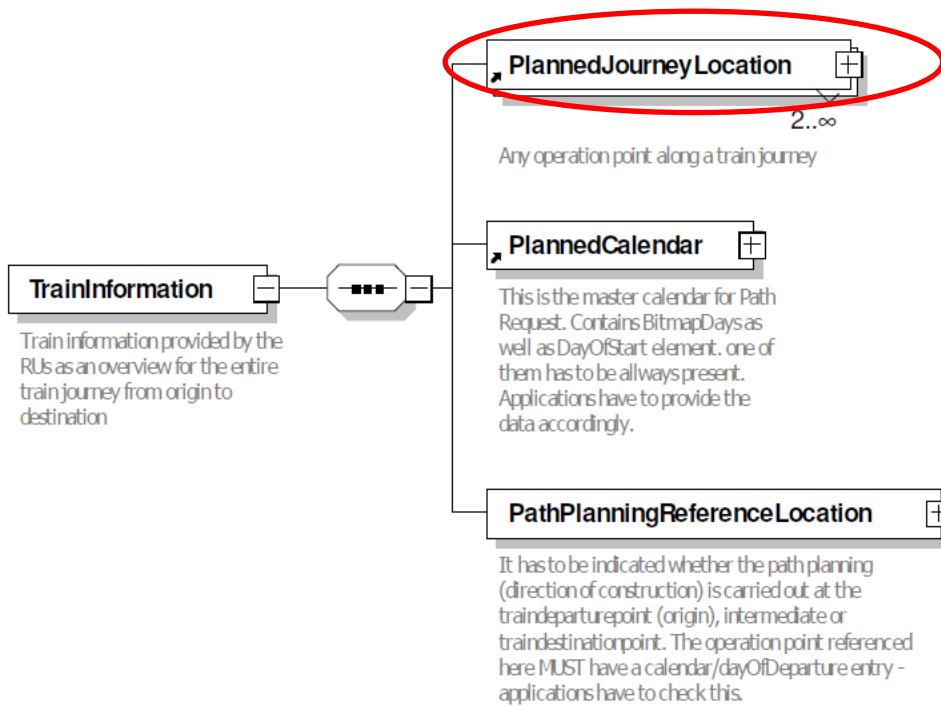 PlannedJourneyLocation
2..∞
Any operation point along a train journey
PlannedCalendar
This is the master calendar for Path
Request. Contains BitmapDays as
well as DayOfStart element. one of
them has to be allways present.
Applications have to provide the
data accordingly.
TrainInformation
Train information provided by the
RUs as an overview for the entire
train journey from origin to
destination
PathPlanningReferenceLocation
It has to be indicated whether the path planning
(direction of construction) is carried out at the
traindeparturepoint (origin), intermediate or
traindestinationpoint. The operation point referenced
here MUST have a calendar/dayOfDeparture entry -
applications have to check this.